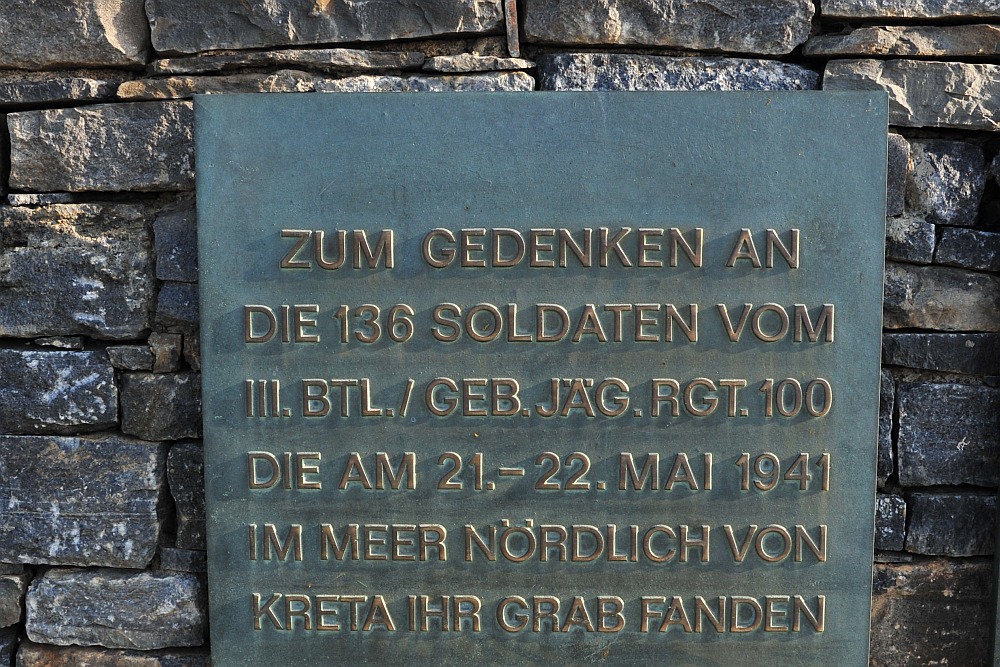 ZUM GEDENKEN AN
DIE 136 SOLDATEN VOM
III. BTL./GEB.JÄG.RGT.100
DIE AM 21.–22. MAI 1941
IM MEER NÖRDLICH VON
KRETA IHR GRAB FANDEN